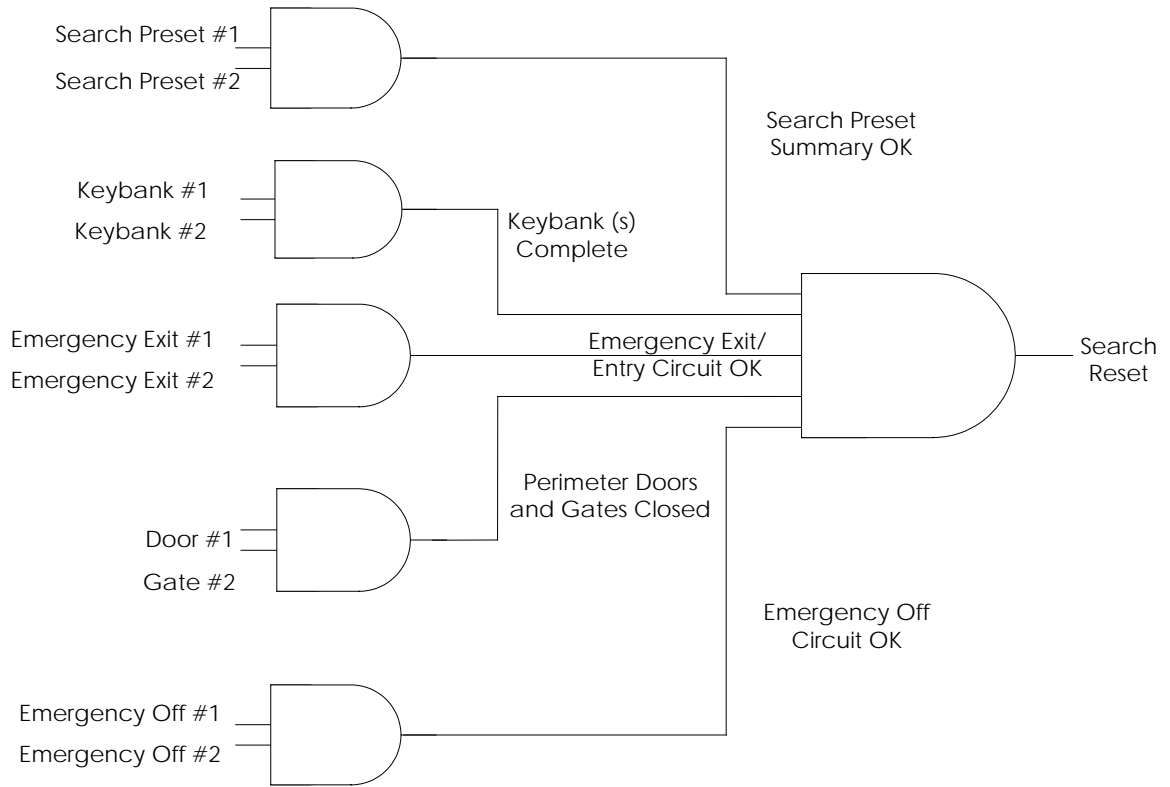 Search Preset #1
Search Preset #2
Search Preset
Summary OK
Keybank #1
Keybank #2
Keybank (s)
Complete
Emergency Exit #1
Emergency Exit #2
Emergency Exit/
Entry Circuit OK
Search
Reset
Door #1
Gate #2
Perimeter Doors
and Gates Closed
Emergency Off
Circuit OK
Emergency Off #1
Emergency Off #2